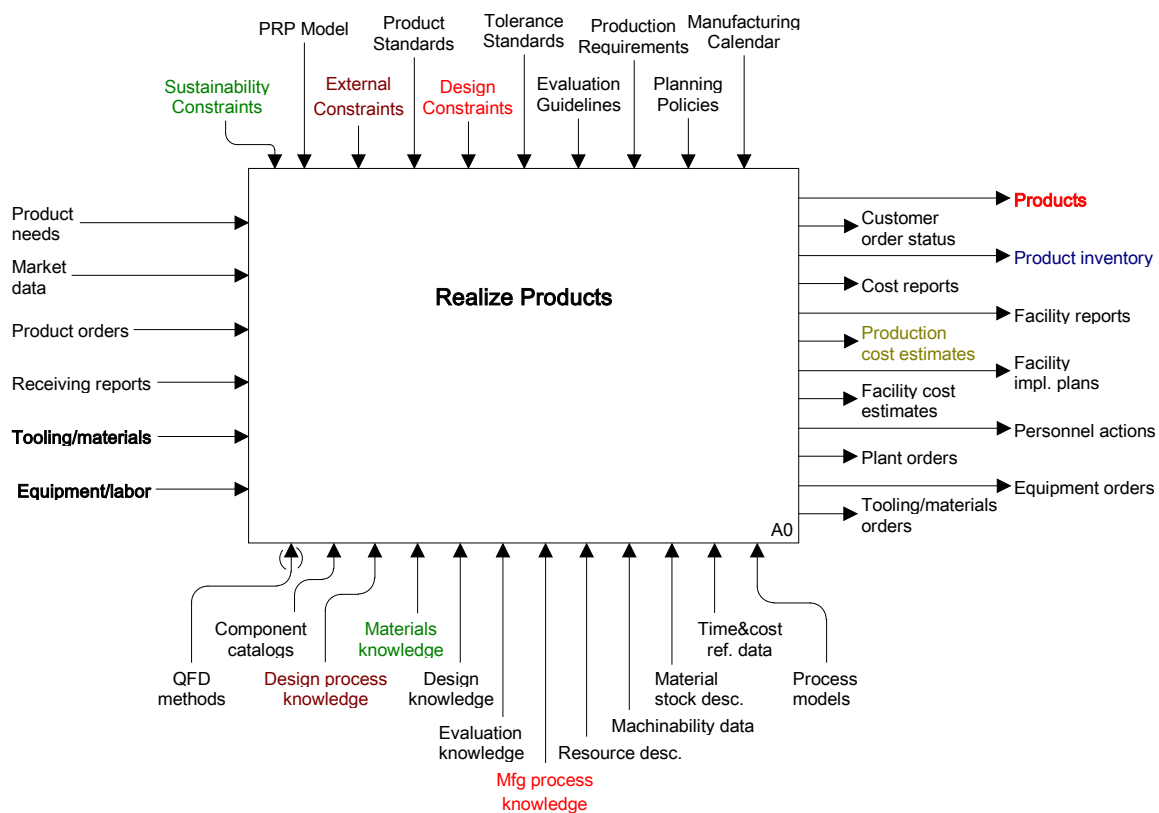 PRP Model
Product
Standards
Tolerance
Standards
Production
Requirements
Manufacturing
Calendar
Sustainability
Constraints
External
Constraints
Design
Constraints
Evaluation
Guidelines
Planning
Policies
Product
needs
Market
data
Product orders
Receiving reports
Tooling/materials
Equipment/labor
Realize Products
A0
Products
Customer
order status
Product inventory
Cost reports
Facility reports
Production
cost estimates
Facility
impl. plans
Facility cost
estimates
Personnel actions
Plant orders
Equipment orders
Tooling/materials
orders
QFD
methods
Component
catalogs
Design process
knowledge
Materials
knowledge
Design
knowledge
Evaluation
knowledge
Mfg process
knowledge
Resource desc.
Machinability data
Material
stock desc.
Time&cost
ref. data
Process
models